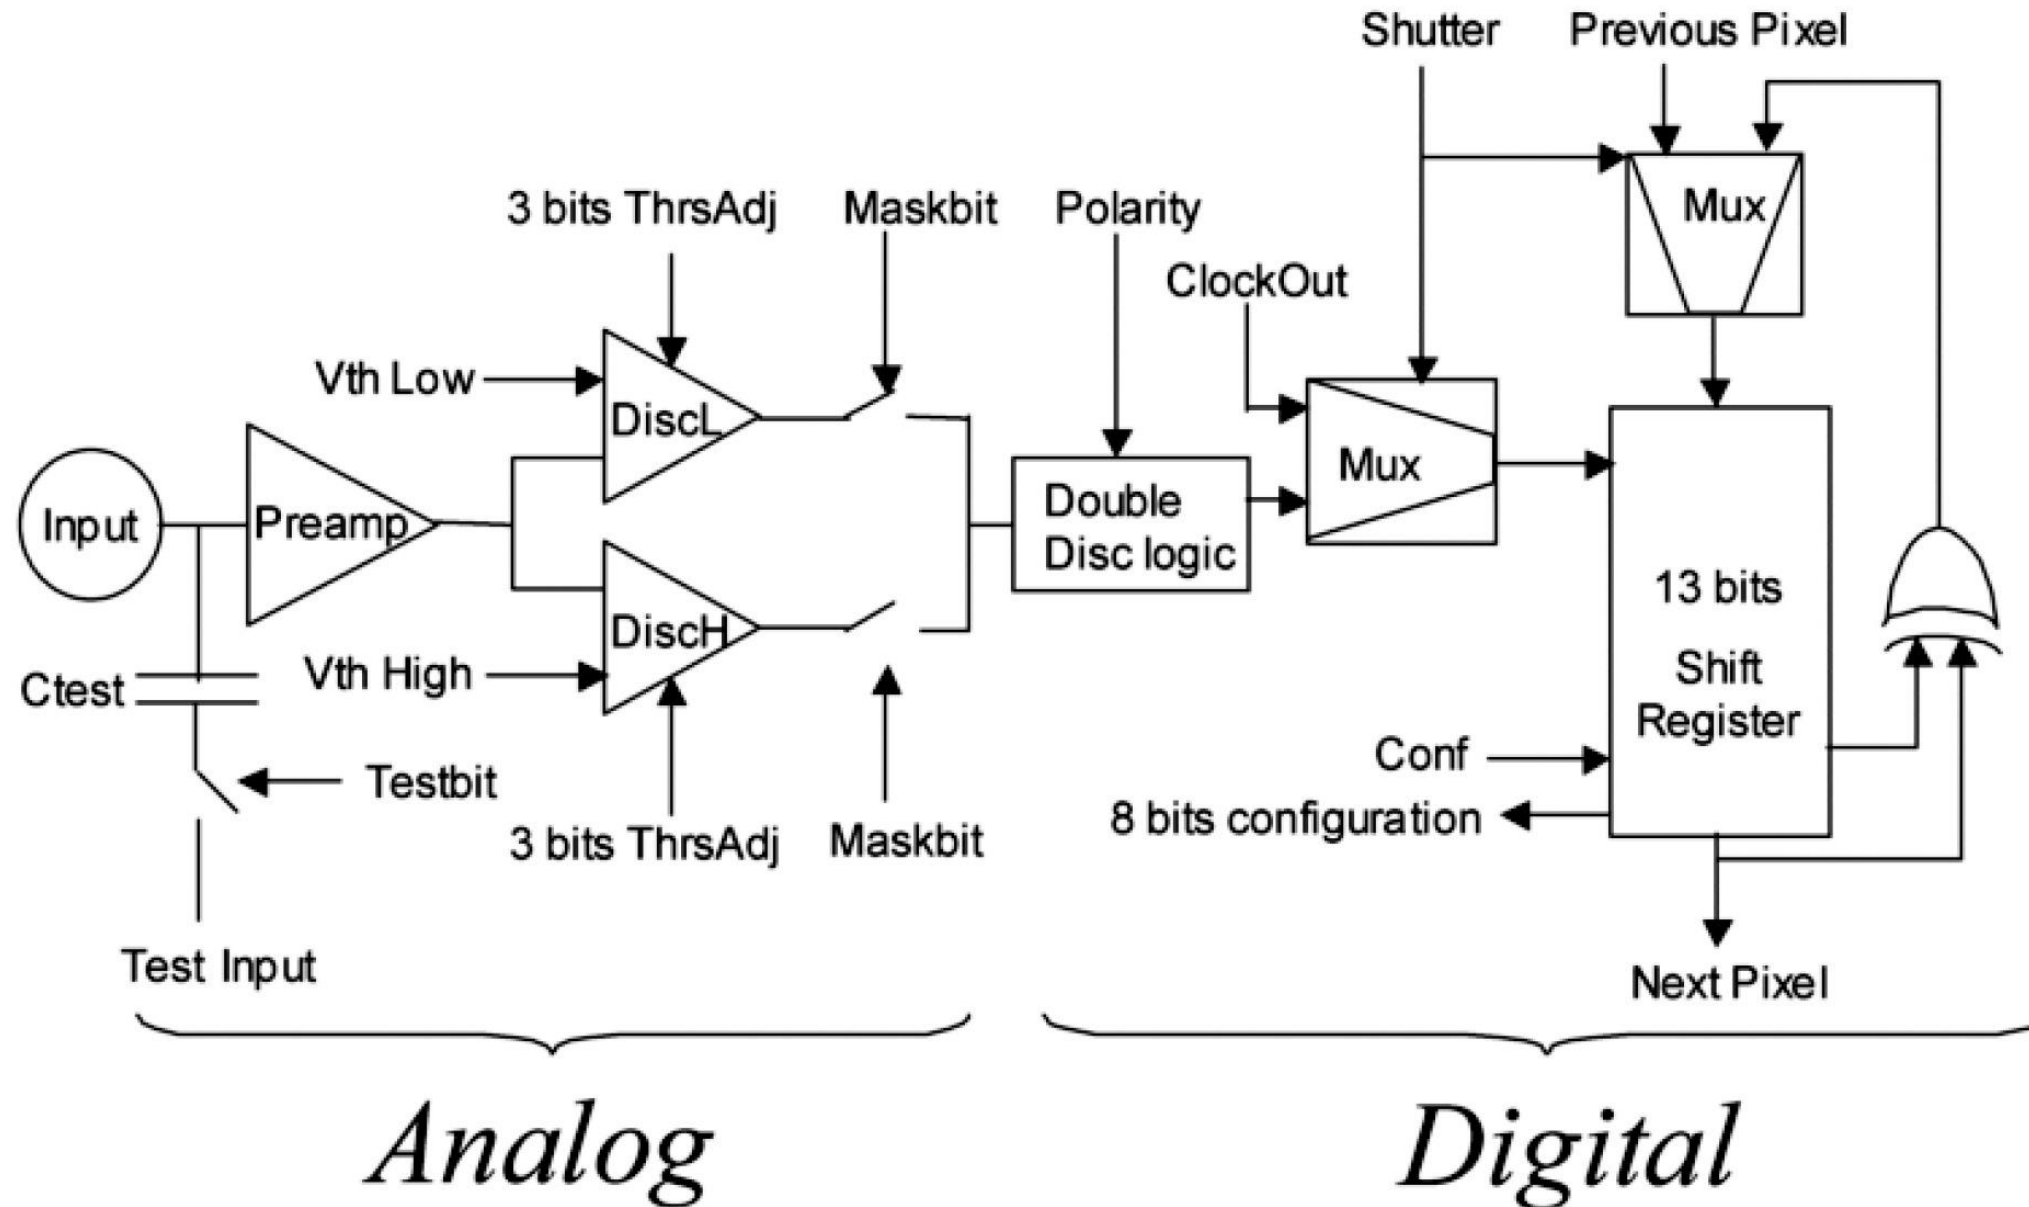 Shutter
Previous Pixel
Mux
3 bits ThrsAdj
Maskbit
Polarity
ClockOut
Vth Low
DiscL
Mux
Input
Preamp
Double
Disc logic
13 bits
Shift
Register
DiscH
Vth High
Ctest
Conf
Testbit
8 bits configuration
3 bits ThrsAdj
Maskbit
Test Input
Next Pixel
Analog
Digital